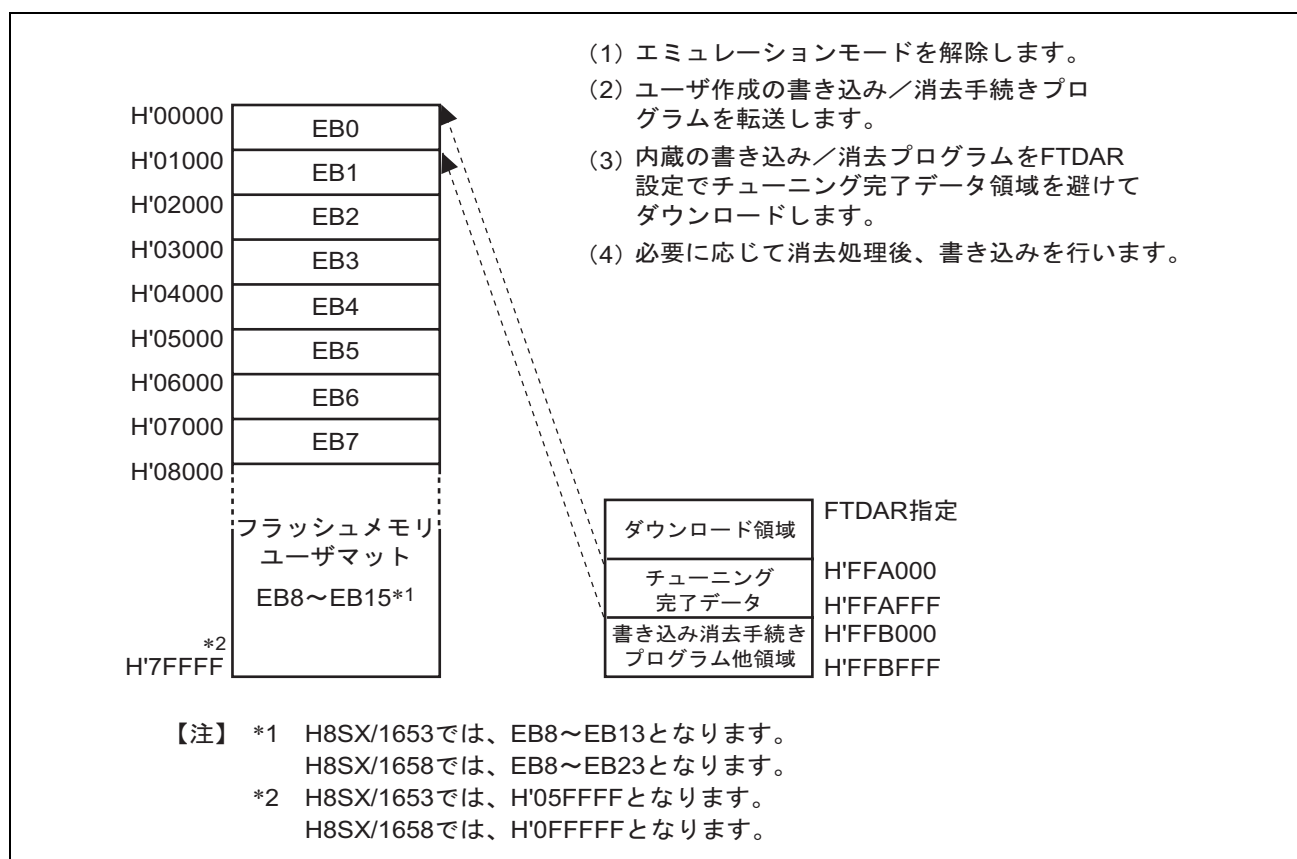 (1) エミュレーションモードを解除します。
(2) ユーザ作成の書き込み／消去手続きプロ
グラムを転送します。
(3) 内蔵の書き込み／消去プログラムをFTDAR
設定でチューニング完了データ領域を避けて
ダウンロードします。
(4) 必要に応じて消去処理後、書き込みを行います。
H'00000
EB0
H'01000
EB1
H'02000
EB2
H'03000
EB3
H'04000
EB4
H'05000
EB5
H'06000
EB6
H'07000
EB7
H'08000
フラッシュメモリ
ユーザマット
EB8～EB15*1
*2
H'7FFFF
ダウンロード領域
FTDAR指定
チューニング
完了データ
H'FFA000
H'FFAFFF
書き込み消去手続き
プログラム他領域
H'FFB000
H'FFBFFF
【注】 *1 H8SX/1653では、EB8～EB13となります。
H8SX/1658では、EB8～EB23となります。
*2 H8SX/1653では、H'05FFFFとなります。
H8SX/1658では、H'0FFFFFとなります。